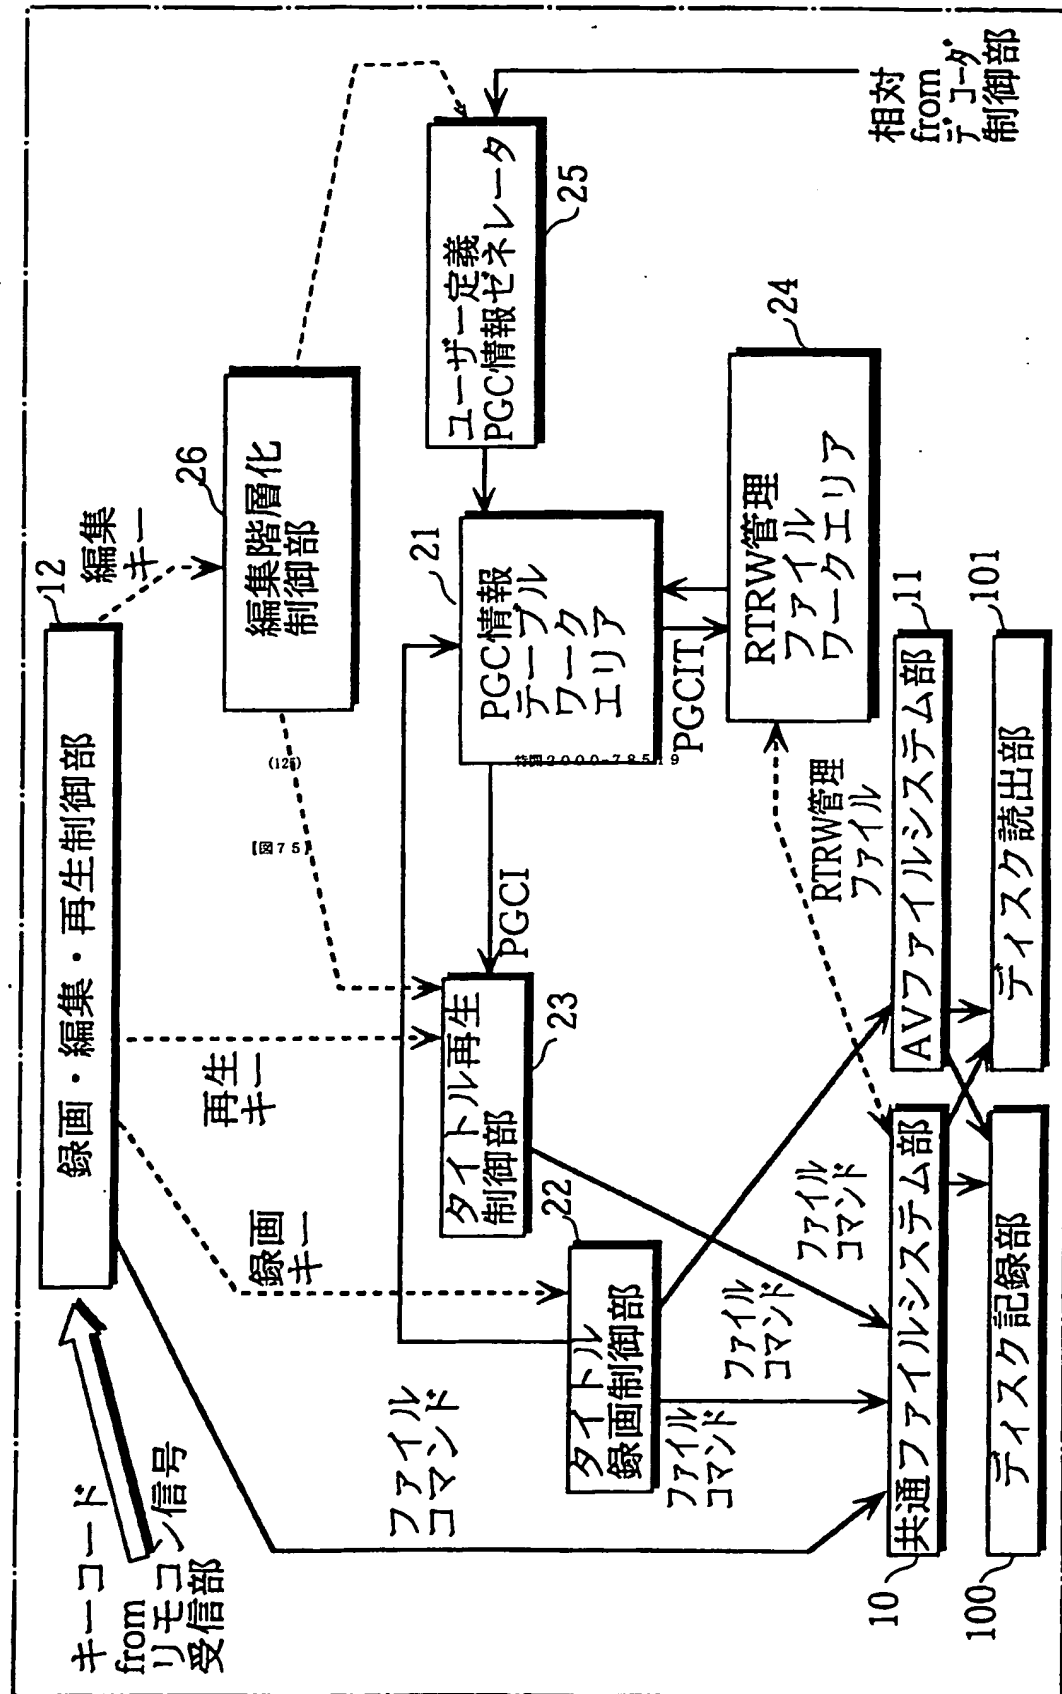 キーコード
from
リモコン信号
受信部
録画・編集・再生制御部
12
編集
キー
再生
キー
録画
キー
26
編集階層化
制御部
ユーザー定義
PGC情報ゼネレータ
25
相対
from
デコーダ
制御部
21
PGC情報
テーブル
ワーク
エリア
PGCI
PGCIT
タイトル再生
制御部
23
22
タイトル
録画制御部
ファイル
コマンド
ファイル
コマンド
ファイル
コマンド
ファイル
コマンド
RTRW管理
ファイル
ワークエリア
24
RTRW管理
ファイル
共通ファイルシステム部
10
AVファイルシステム部
11
ディスク記録部
100
ディスク読出部
101
【図75】
特開2000-78519